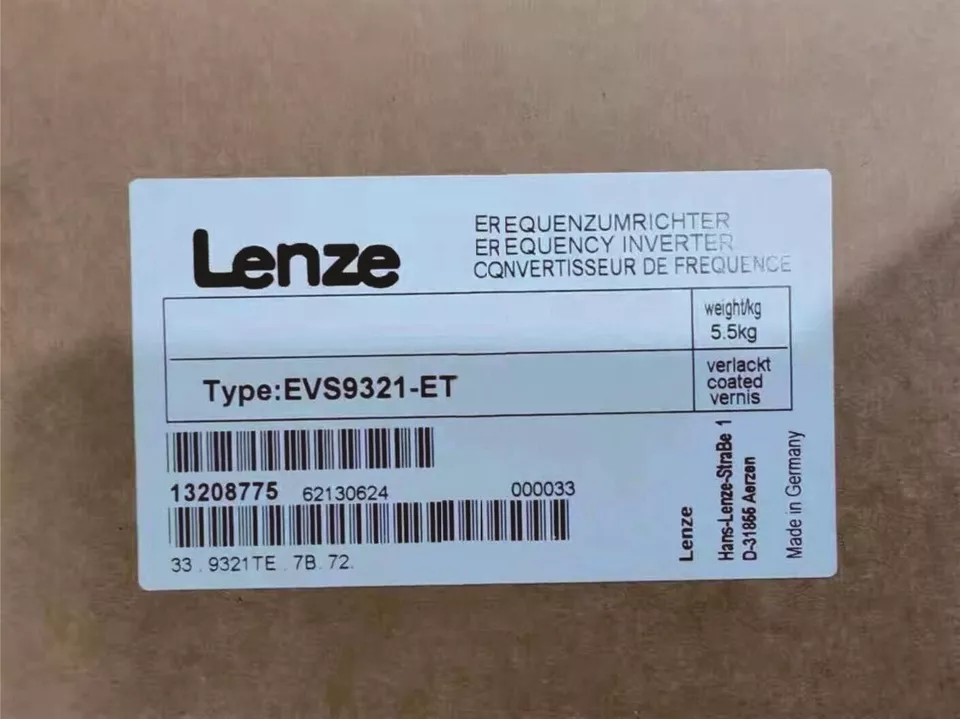 Lenze
EREQUENZUMRICHTER
EREQUENCY INVERTER
CQNVERTISSEUR DE FREQUENCE
weight/kg
5.5kg
Type:EVS9321-ET
verlackt
coated
vernis
13208775 62130624 000033
33 . 9321TE . 7B. 72.
Lenze
Hans-Lenze-StraBe 1
D-31855 Aerzen
Made in Germany